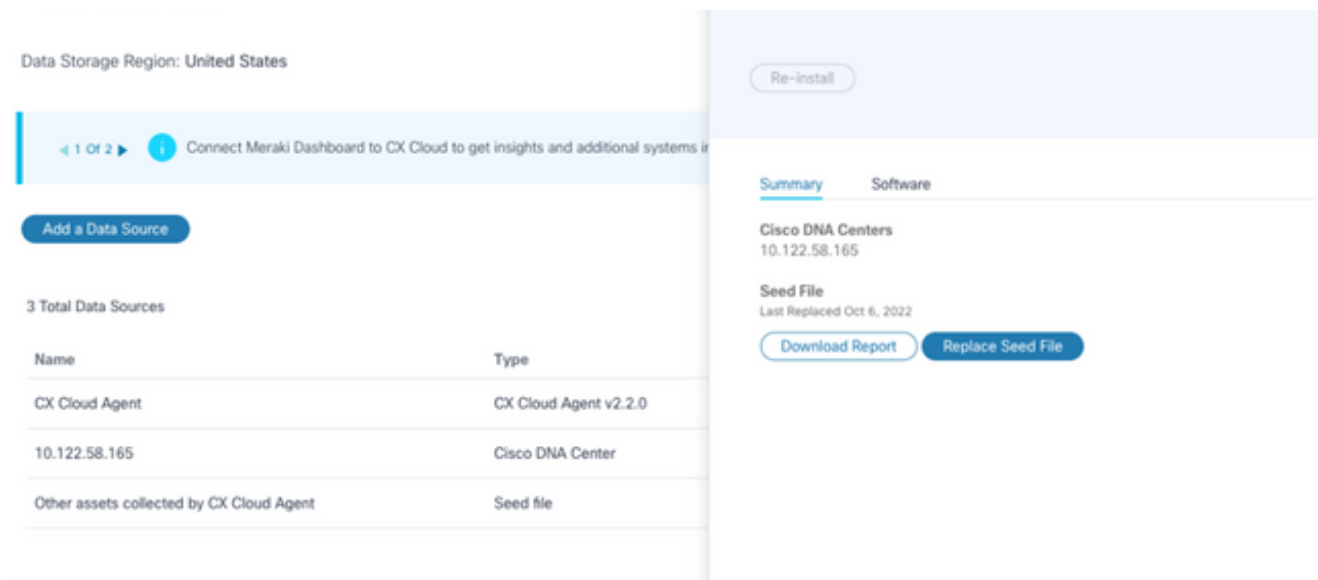 Data Storage Region: United States
1 Of 2 Connect Meraki Dashboard to CX Cloud to get insights and additional systems
Add a Data Source
3 Total Data Sources
Name Type
CX Cloud Agent CX Cloud Agent v2.2.0
10.122.58.165 Cisco DNA Center
Other assets collected by CX Cloud Agent Seed file
Re-install
Summary Software
Cisco DNA Centers
10.122.58.165
Seed File
Last Replaced Oct 6, 2022
Download Report Replace Seed File